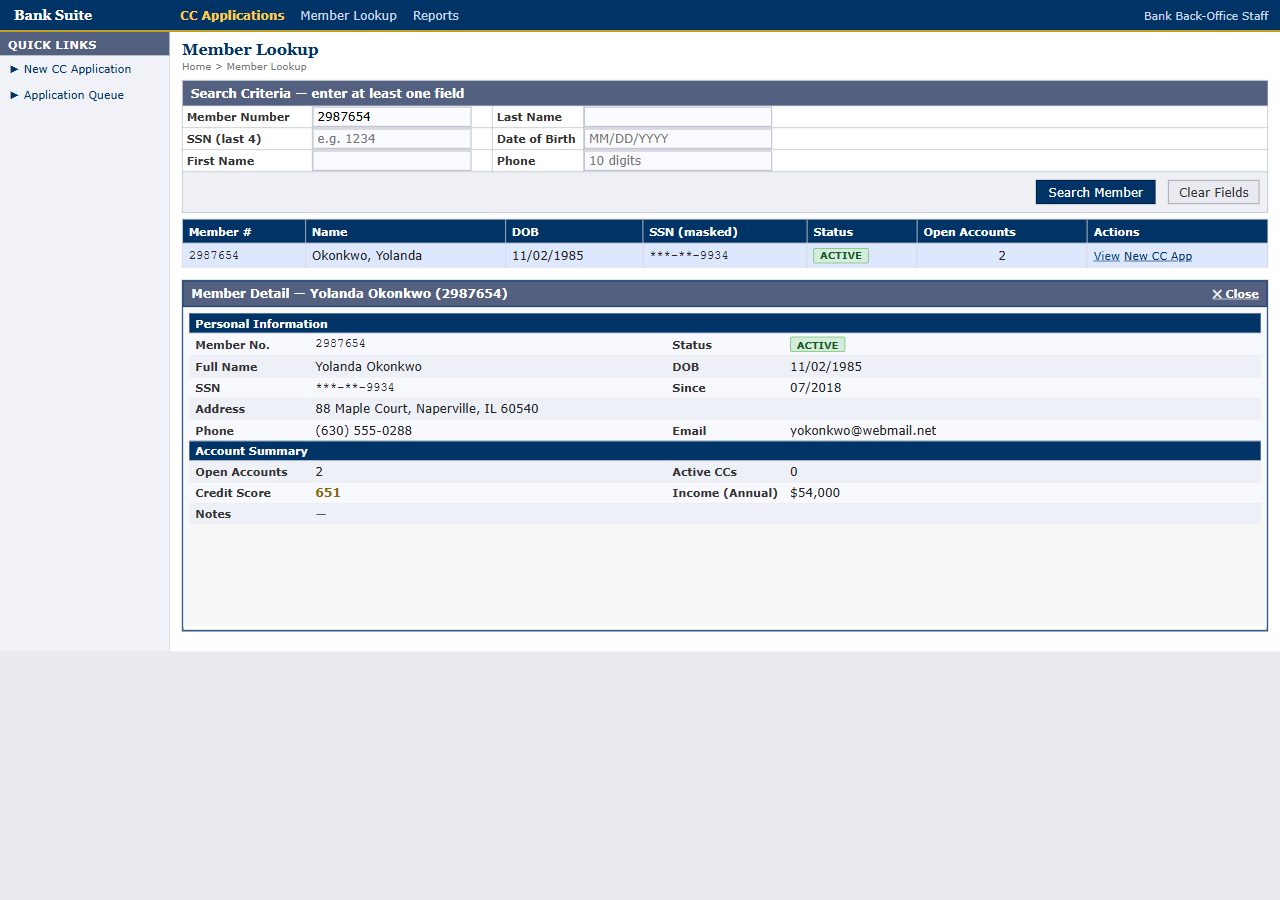 Bank Suite CC Applications Member Lookup Reports Bank Back-Office Staff
QUICK LINKS
► New CC Application
► Application Queue
Member Lookup
Home > Member Lookup
Search Criteria — enter at least one field
Member Number 2987654 Last Name
SSN (last 4) e.g. 1234 Date of Birth MM/DD/YYYY
First Name Phone 10 digits
Search Member Clear Fields
Member # Name DOB SSN (masked) Status Open Accounts Actions
2987654 Okonkwo, Yolanda 11/02/1985 ***-**-9934 ACTIVE 2 View New CC App
Member Detail — Yolanda Okonkwo (2987654) X Close
Personal Information
Member No. 2987654 Status ACTIVE
Full Name Yolanda Okonkwo DOB 11/02/1985
SSN ***-**-9934 Since 07/2018
Address 88 Maple Court, Naperville, IL 60540
Phone (630) 555-0288 Email yokonkwo@webmail.net
Account Summary
Open Accounts 2 Active CCs 0
Credit Score 651 Income (Annual) $54,000
Notes —